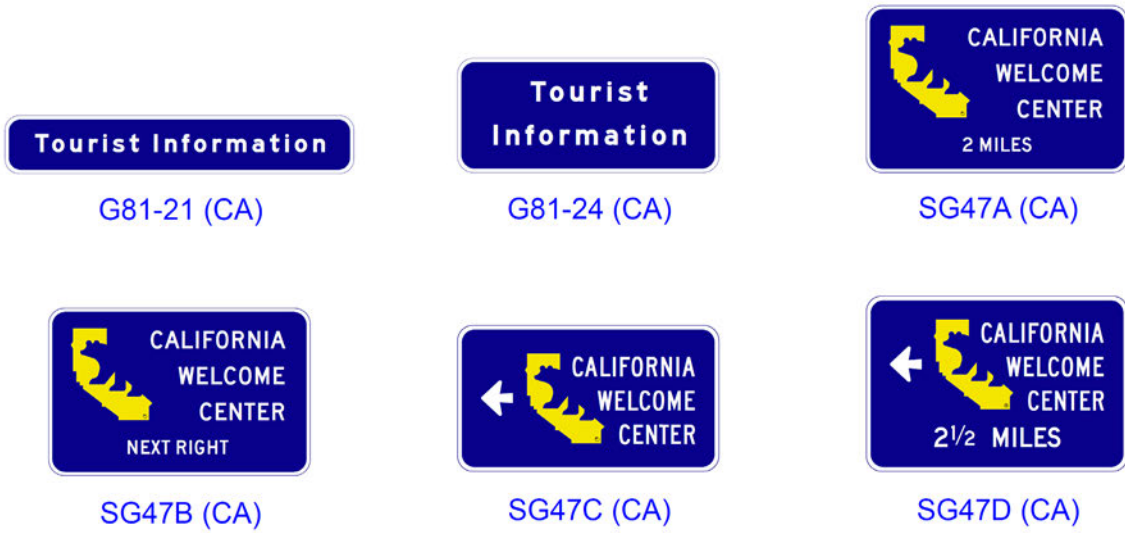 Tourist Information
G81-21 (CA)
Tourist
Information
G81-24 (CA)
CALIFORNIA
WELCOME
CENTER
2 MILES
SG47A (CA)
CALIFORNIA
WELCOME
CENTER
NEXT RIGHT
SG47B (CA)
CALIFORNIA
WELCOME
CENTER
SG47C (CA)
CALIFORNIA
WELCOME
CENTER
2½ MILES
SG47D (CA)